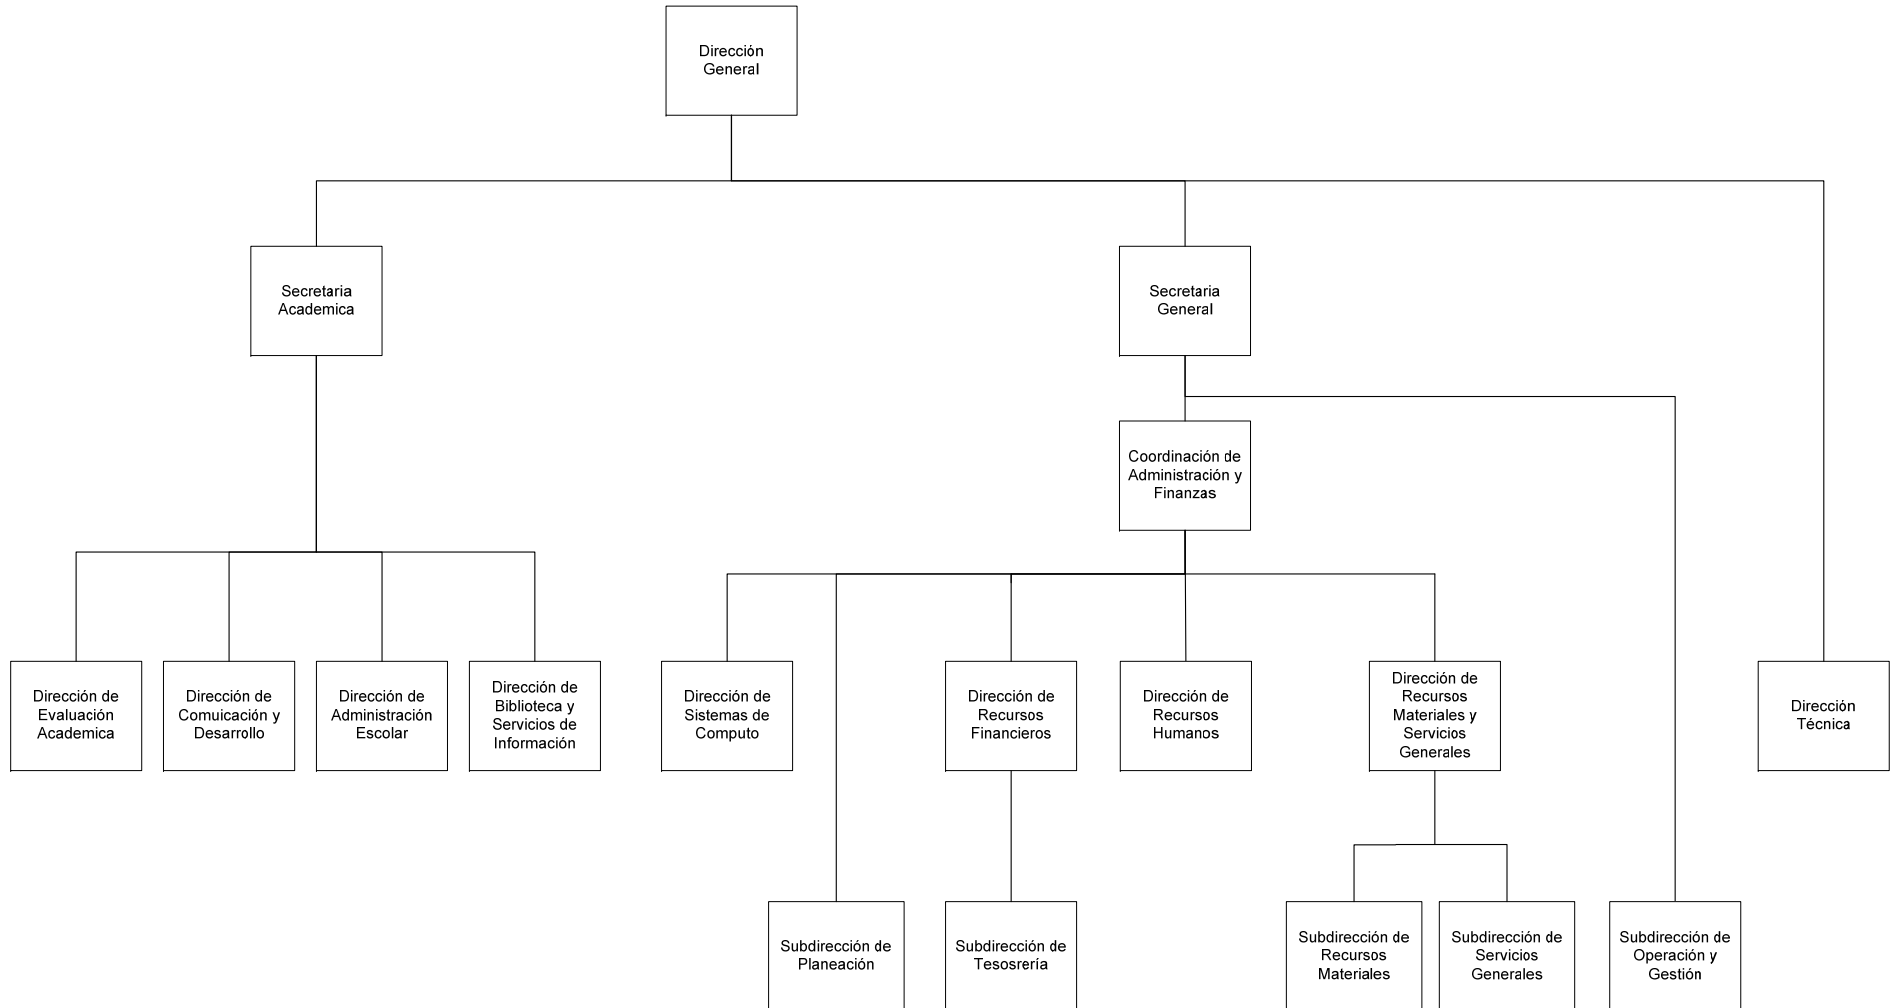 Dirección
General
Secretaria
Academica
Secretaria
General
Coordinación de
Administración y
Finanzas
Dirección de
Evaluación
Academica
Dirección de
Comuicación y
Desarrollo
Dirección de
Administración
Escolar
Dirección de
Biblioteca y
Servicios de
Información
Dirección de
Sistemas de
Computo
Dirección de
Recursos
Financieros
Dirección de
Recursos
Humanos
Dirección de
Recursos
Materiales y
Servicios
Generales
Dirección
Técnica
Subdirección de
Planeación
Subdirección de
Tesosrería
Subdirección de
Recursos
Materiales
Subdirección de
Servicios
Generales
Subdirección de
Operación y
Gestión